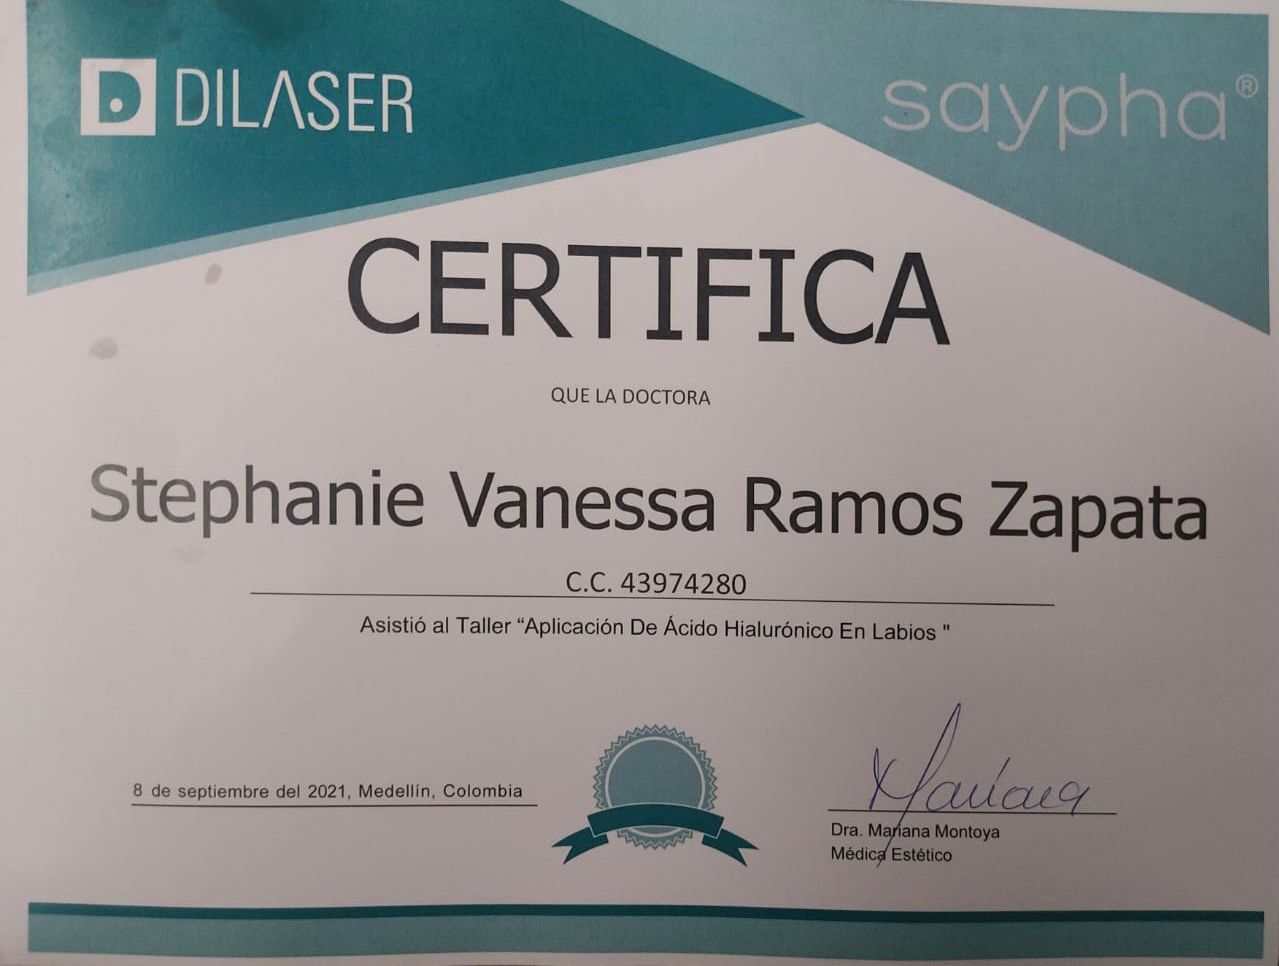 DILASER
saypha®
CERTIFICA
QUE LA DOCTORA
Stephanie Vanessa Ramos Zapata
C.C. 43974280
Asistió al Taller “Aplicación De Ácido Hialurónico En Labios "
8 de septiembre del 2021, Medellín, Colombia
Mariana
Dra. Mariana Montoya
Médica Estético